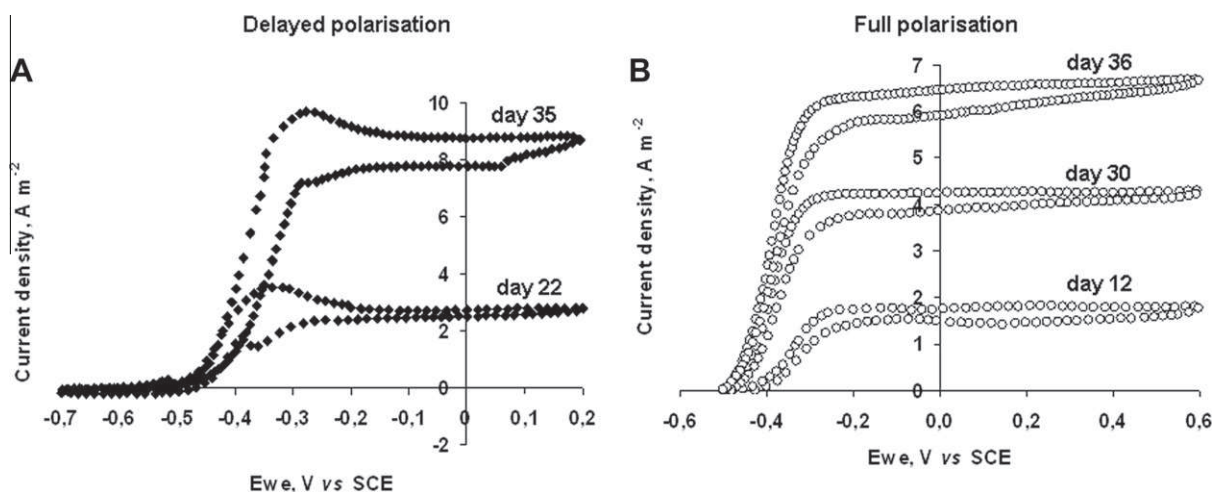 Delayed polarisation
A
Current density, A m⁻²
10
8
6
4
2
0
-2
-0,7 -0,6 -0,5 -0,4 -0,3 -0,2 -0,1 0 0,1 0,2
day 35
day 22
Ewe, V vs SCE
Full polarisation
B
Current density, A m⁻²
7
6
5
4
3
2
1
0
-0,6 -0,4 -0,2 0,0 0,2 0,4 0,6
day 36
day 30
day 12
Ewe, V vs SCE